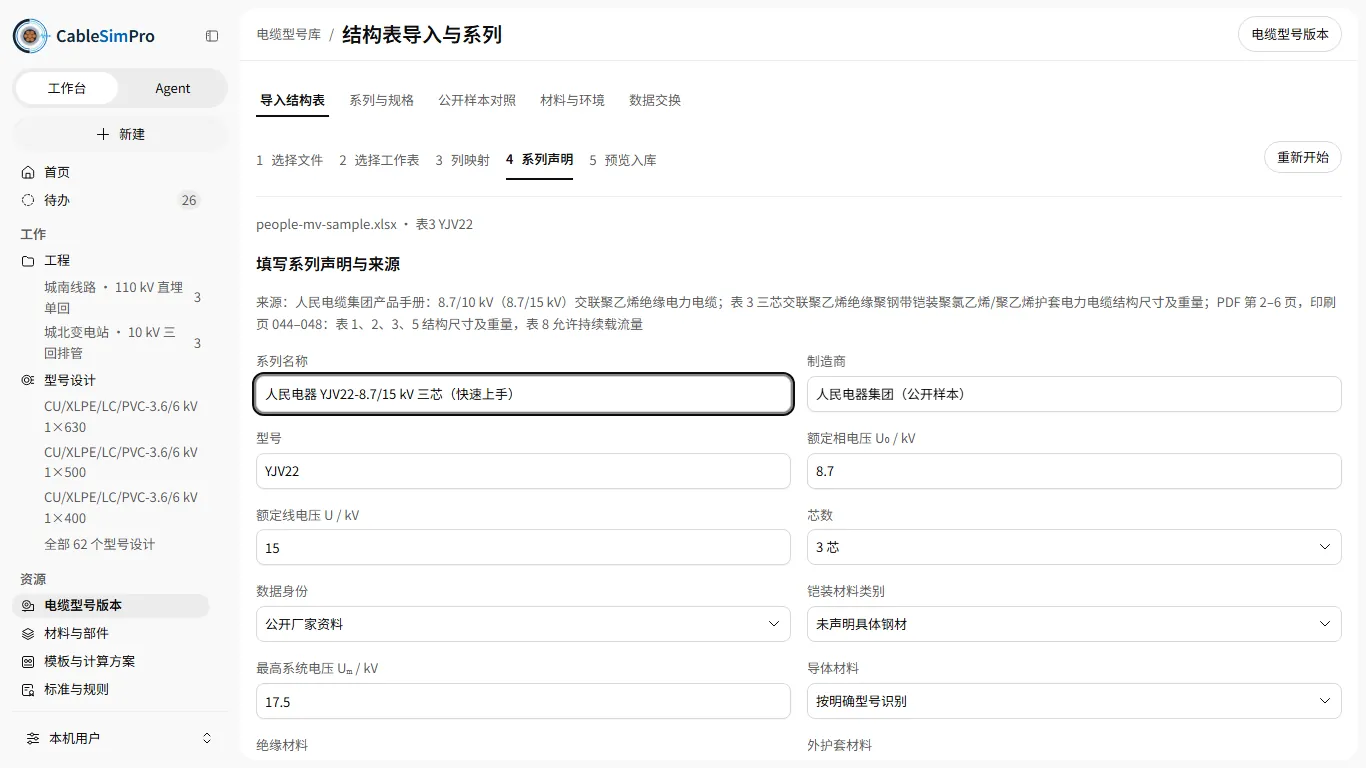 CableSimPro
工作台
Agent
新建
首页
待办
26
工作
工程
城南线路 · 110 kV 直埋
单回
3
城北变电站 · 10 kV 三
回排管
3
型号设计
CU/XLPE/LC/PVC-3.6/6 kV
1×630
CU/XLPE/LC/PVC-3.6/6 kV
1×500
CU/XLPE/LC/PVC-3.6/6 kV
1×400
全部 62 个型号设计
资源
电缆型号版本
材料与部件
模板与计算方案
标准与规则
本机用户
电缆型号库 / 结构表导入与系列
电缆型号版本
导入结构表
系列与规格
公开样本对照
材料与环境
数据交换
1 选择文件
2 选择工作表
3 列映射
4 系列声明
5 预览入库
重新开始
people-mv-sample.xlsx · 表3 YJV22
填写系列声明与来源
来源：人民电缆集团产品手册：8.7/10 kV（8.7/15 kV）交联聚乙烯绝缘电力电缆；表 3 三芯交联聚乙烯绝缘聚钢带铠装聚氯乙烯/聚乙烯护套电力电缆结构尺寸及重量；PDF 第 2–6 页，印刷
页 044–048：表 1、2、3、5 结构尺寸及重量，表 8 允许持续载流量
系列名称
人民电器 YJV22-8.7/15 kV 三芯（快速上手）
制造商
人民电器集团（公开样本）
型号
YJV22
额定相电压 U₀ / kV
8.7
额定线电压 U / kV
15
芯数
3 芯
数据身份
公开厂家资料
铠装材料类别
未声明具体钢材
最高系统电压 Uₘ / kV
17.5
导体材料
按明确型号识别
绝缘材料
外护套材料